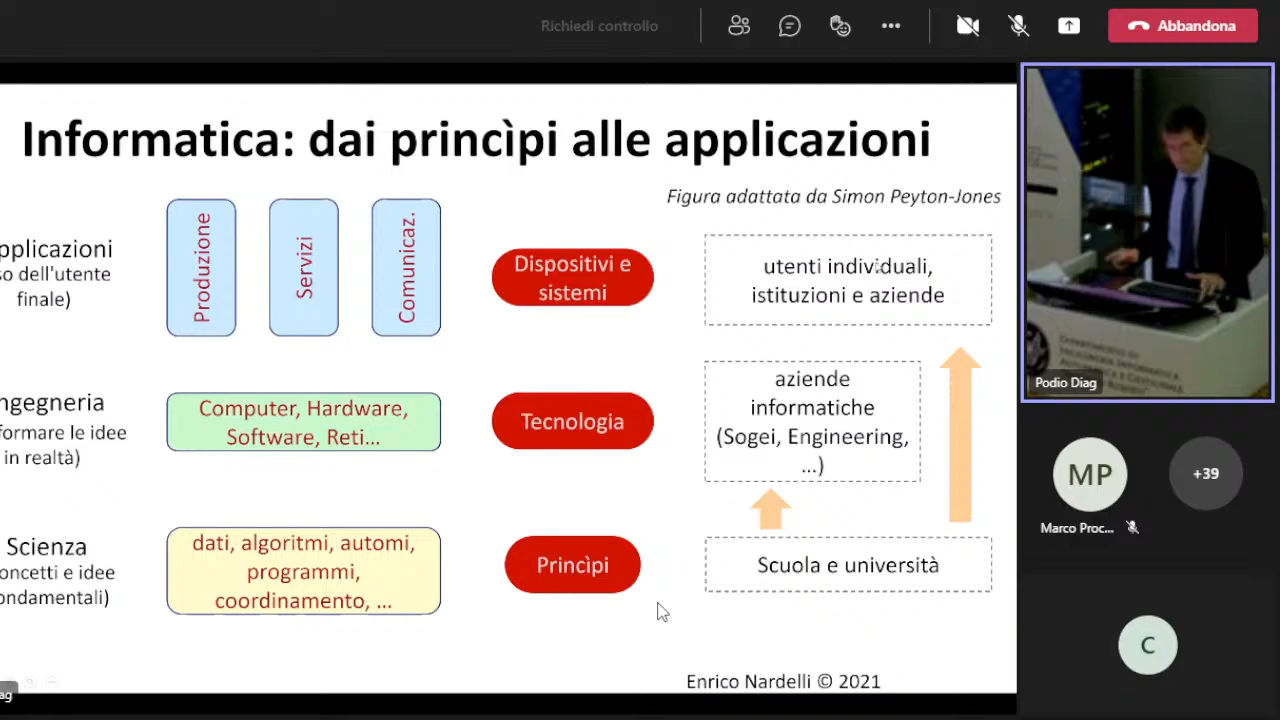 Richiedi controllo
Abbandona
Informatica: dai princìpi alle applicazioni
Figura adattata da Simon Peyton-Jones
pplicazioni
so dell'utente
finale)
Produzione
Servizi
Comunicaz.
Dispositivi e
sistemi
utenti individuali,
istituzioni e aziende
ngegneria
formare le idee
in realtà)
Computer, Hardware,
Software, Reti...
Tecnologia
aziende
informatiche
(Sogei, Engineering,
...)
Scienza
oncetti e idee
ondamentali)
dati, algoritmi, automi,
programmi,
coordinamento, ...
Princìpi
Scuola e università
Enrico Nardelli © 2021
ag
Podio Diag
MP
+39
Marco Proc...
C